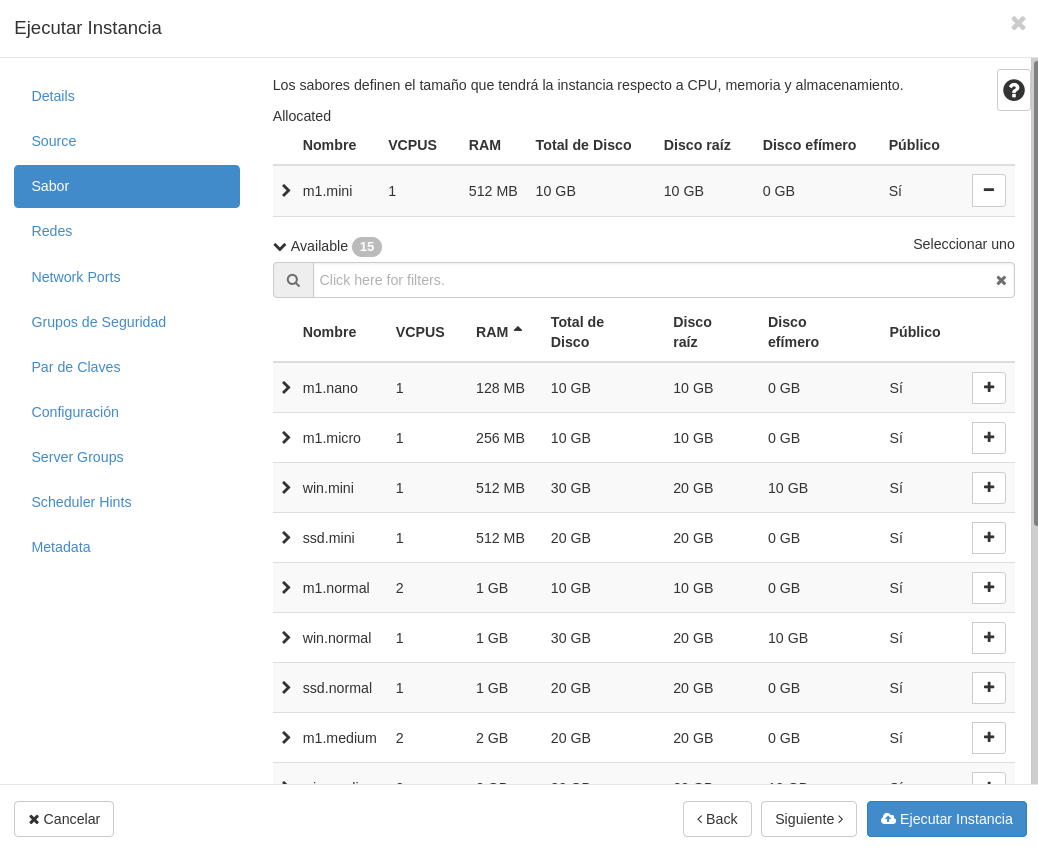 Ejecutar Instancia
Details
Source
Sabor
Redes
Network Ports
Grupos de Seguridad
Par de Claves
Configuración
Server Groups
Scheduler Hints
Metadata
Los sabores definen el tamaño que tendrá la instancia respecto a CPU, memoria y almacenamiento.
Allocated
Nombre VCPUS RAM Total de Disco Disco raíz Disco efímero Público
m1.mini 1 512 MB 10 GB 10 GB 0 GB Sí
Available 15 Seleccionar uno
Click here for filters.
Nombre VCPUS RAM Total de Disco Disco raíz Disco efímero Público
m1.nano 1 128 MB 10 GB 10 GB 0 GB Sí
m1.micro 1 256 MB 10 GB 10 GB 0 GB Sí
win.mini 1 512 MB 30 GB 20 GB 10 GB Sí
ssd.mini 1 512 MB 20 GB 20 GB 0 GB Sí
m1.normal 2 1 GB 10 GB 10 GB 0 GB Sí
win.normal 1 1 GB 30 GB 20 GB 10 GB Sí
ssd.normal 1 1 GB 20 GB 20 GB 0 GB Sí
m1.medium 2 2 GB 20 GB 20 GB 0 GB Sí
Cancelar
Back
Siguiente
Ejecutar Instancia